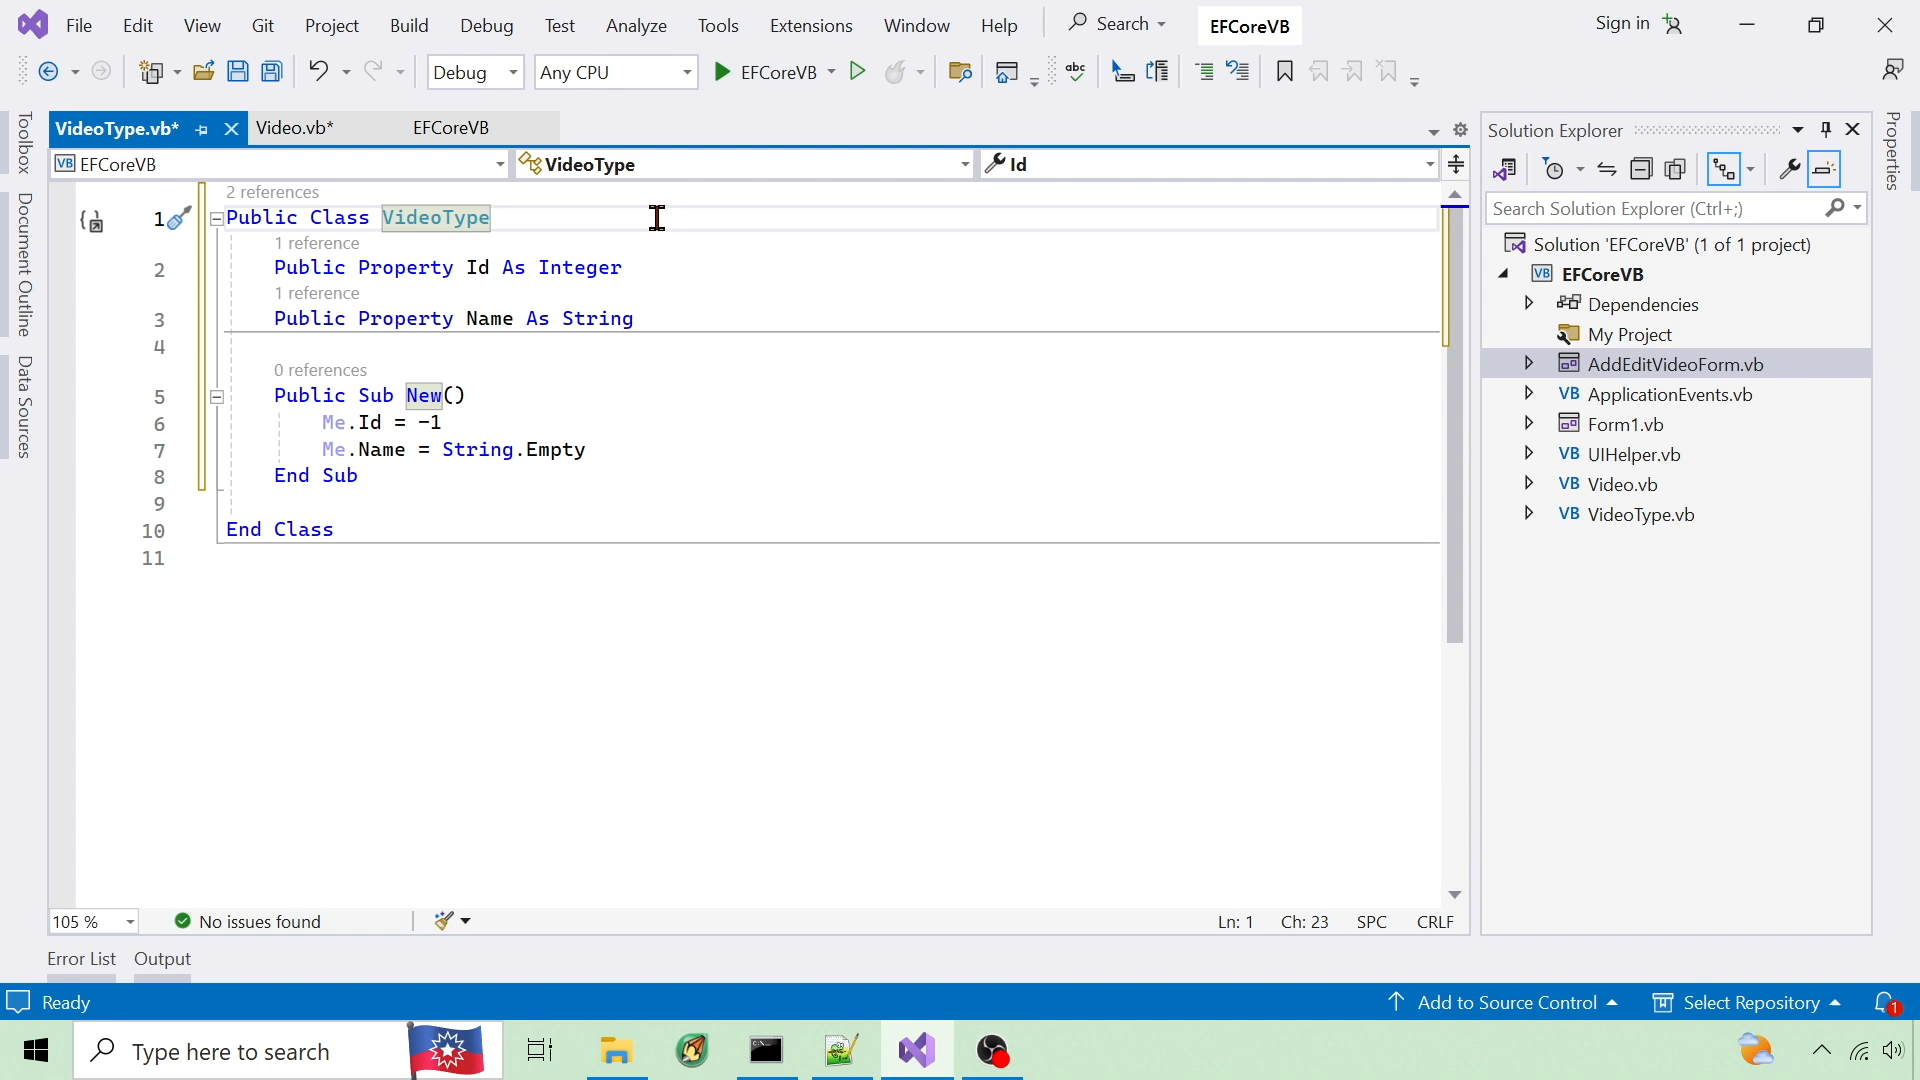 File Edit View Git Project Build Debug Test Analyze Tools Extensions Window Help Search EFCoreVB Sign in
Debug Any CPU EFCoreVB abc
VideoType.vb* Video.vb* EFCoreVB
EFCoreVB VideoType Id
Toolbox
Document Outline
Data Sources
2 references
1 Public Class VideoType
1 reference
2 Public Property Id As Integer
1 reference
3 Public Property Name As String
4
0 references
5 Public Sub New()
6 Me.Id = -1
7 Me.Name = String.Empty
8 End Sub
9
10 End Class
11
105 % No issues found Ln: 1 Ch: 23 SPC CRLF
Solution Explorer
Search Solution Explorer (Ctrl+;)
Solution 'EFCoreVB' (1 of 1 project)
VB EFCoreVB
Dependencies
My Project
AddEditVideoForm.vb
VB ApplicationEvents.vb
Form1.vb
VB UIHelper.vb
VB Video.vb
VB VideoType.vb
Properties
Error List Output
Ready Add to Source Control Select Repository 1
Type here to search